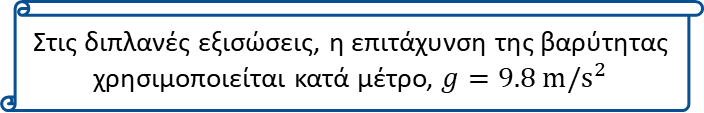 Στις διπλανές εξισώσεις, η επιτάχυνση της βαρύτητας
χρησιμοποιείται κατά μέτρο, g = 9.8 m/s²